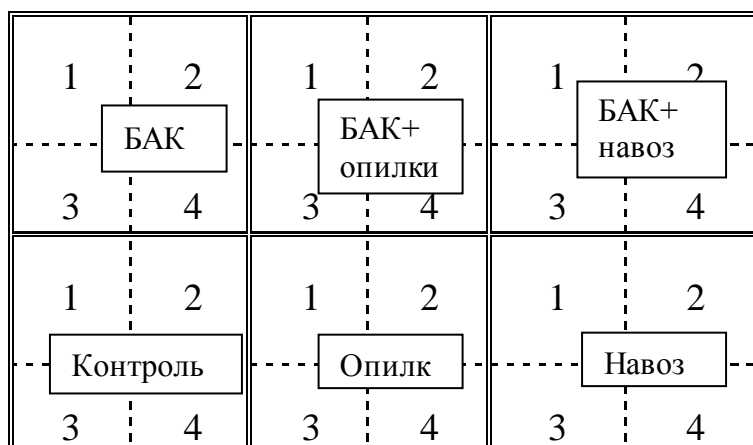 1 2 1 2 1 2
БАК
БАК+
опилки
БАК+
навоз
3 4 3 4 3 4
1 2 1 2 1 2
Контроль
Опилк
Навоз
3 4 3 4 3 4